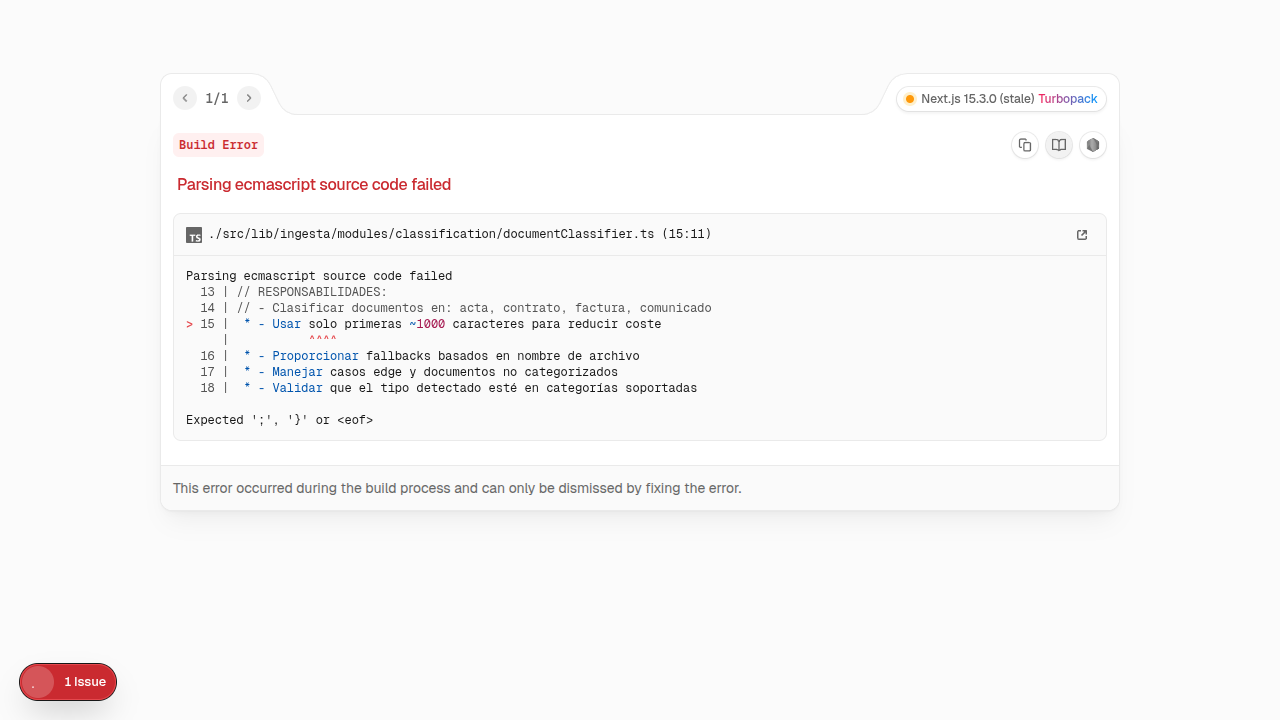 1/1
Next.js 15.3.0 (stale) Turbopack
Build Error
Parsing ecmascript source code failed
TS ./src/lib/ingesta/modules/classification/documentClassifier.ts (15:11)
Parsing ecmascript source code failed
  13 | // RESPONSABILIDADES:
  14 | // - Clasificar documentos en: acta, contrato, factura, comunicado
> 15 |  * - Usar solo primeras ~1000 caracteres para reducir coste
     |           ^^^^
  16 |  * - Proporcionar fallbacks basados en nombre de archivo
  17 |  * - Manejar casos edge y documentos no categorizados
  18 |  * - Validar que el tipo detectado esté en categorías soportadas
Expected ';', '}' or <eof>
This error occurred during the build process and can only be dismissed by fixing the error.
. 1 Issue